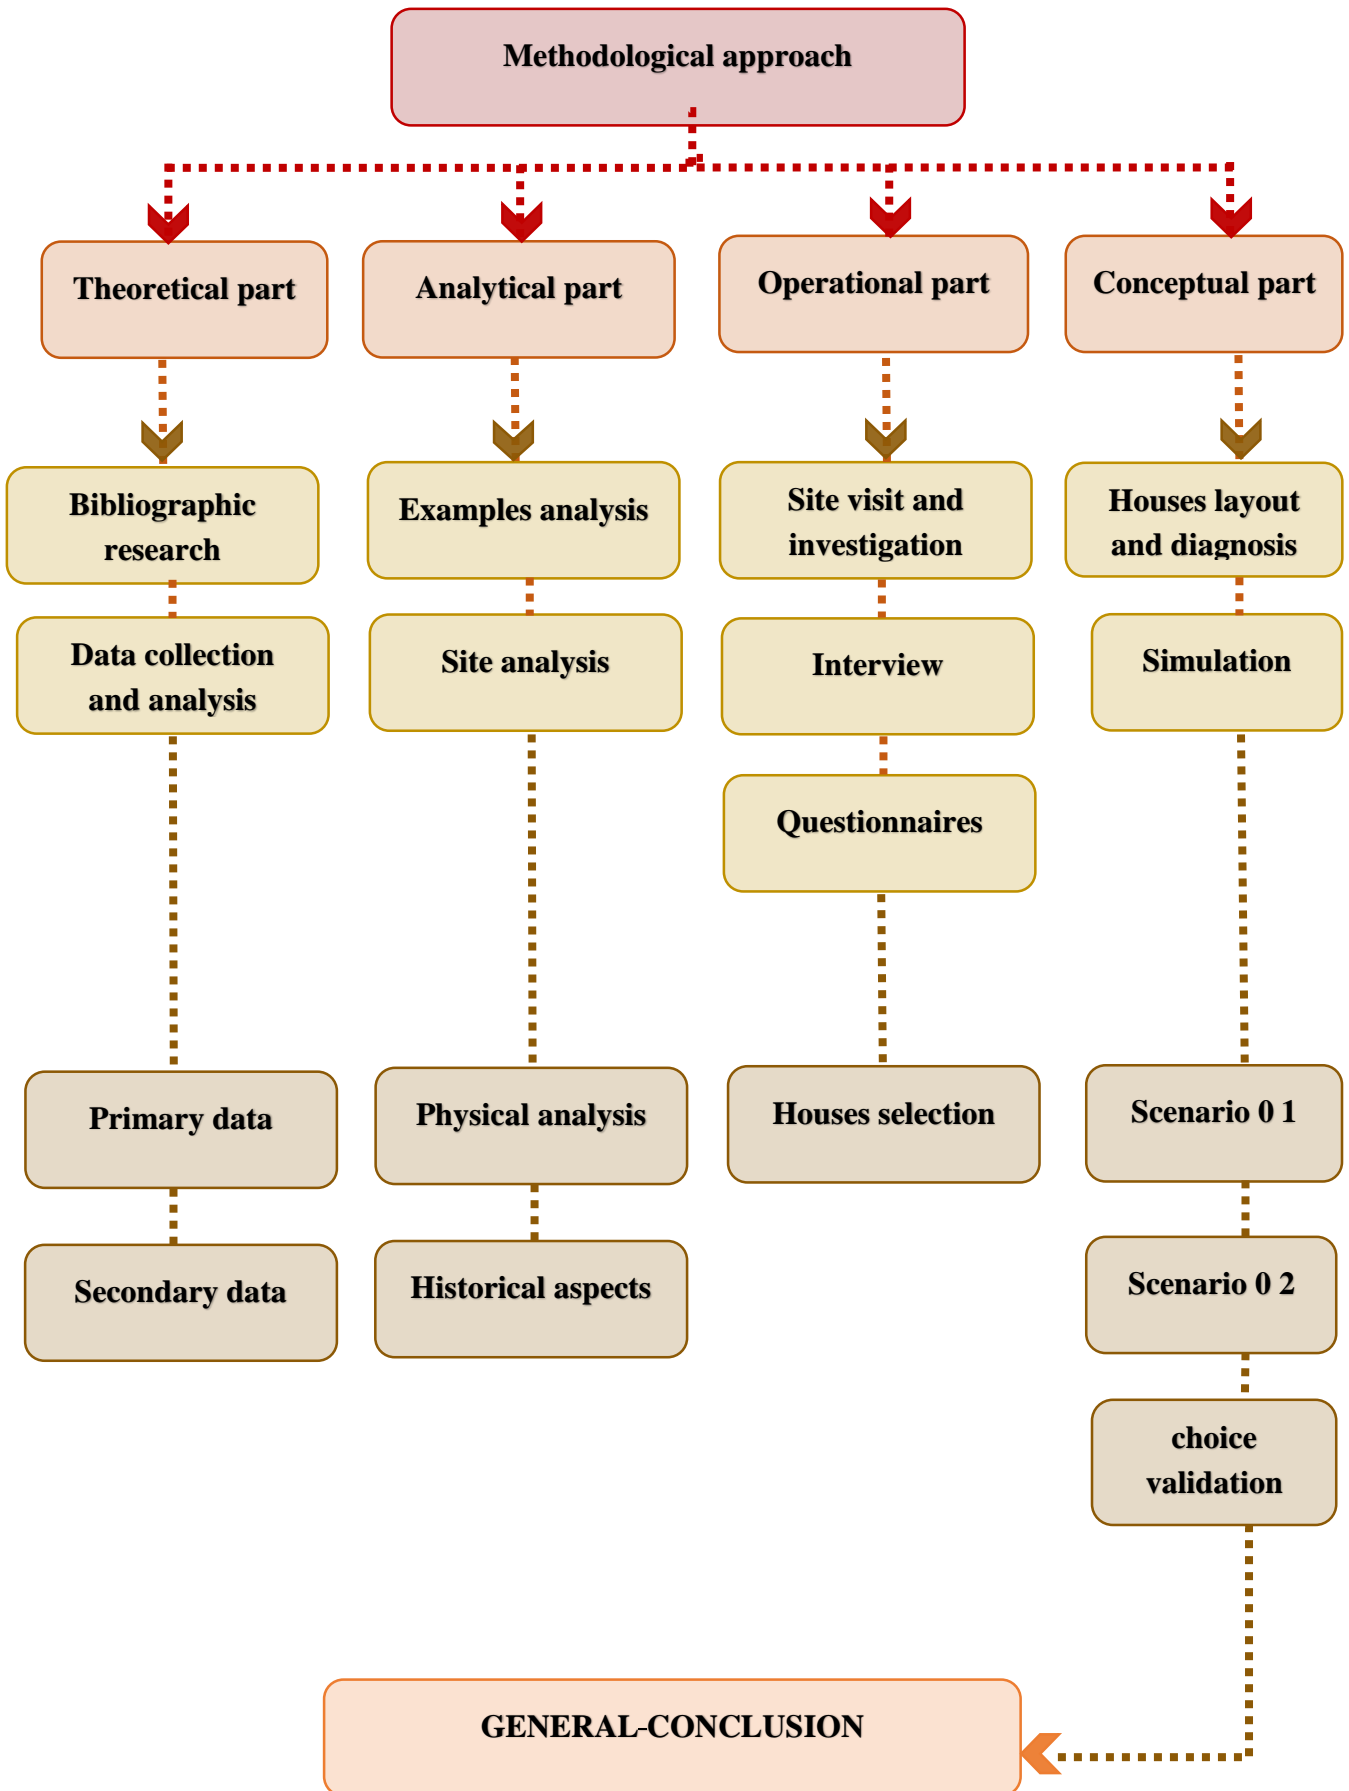 Methodological approach
Theoretical part
Analytical part
Operational part
Conceptual part
Bibliographic
research
Examples analysis
Site visit and
investigation
Houses layout
and diagnosis
Data collection
and analysis
Site analysis
Interview
Simulation
Questionnaires
Primary data
Physical analysis
Houses selection
Scenario 0 1
Secondary data
Historical aspects
Scenario 0 2
choice
validation
GENERAL-CONCLUSION